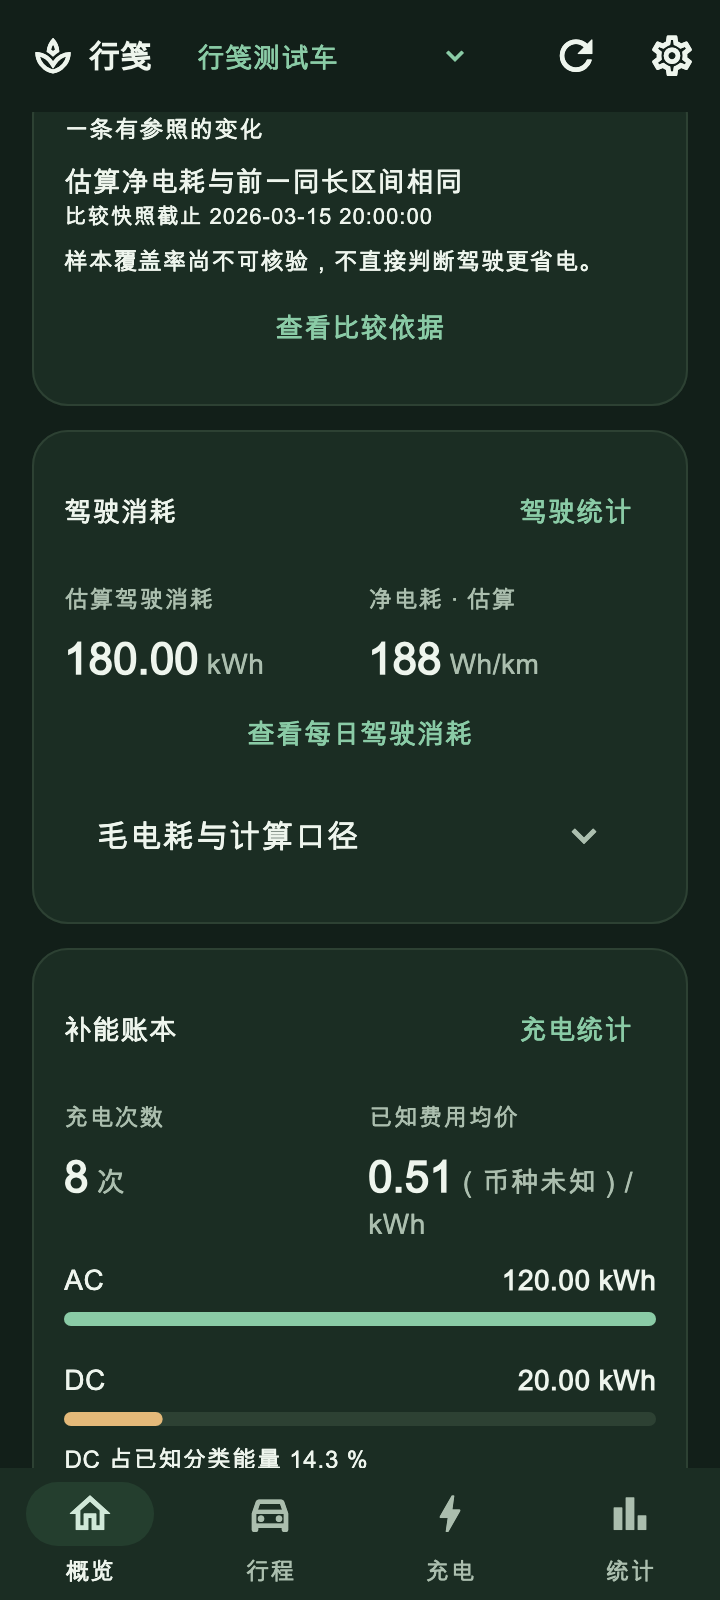 行笺
行笺测试车
一条有参照的变化
估算净电耗与前一同长区间相同
比较快照截止 2026-03-15 20:00:00
样本覆盖率尚不可核验，不直接判断驾驶更省电。
查看比较依据
驾驶消耗
驾驶统计
估算驾驶消耗
净电耗 · 估算
180.00 kWh
188 Wh/km
查看每日驾驶消耗
毛电耗与计算口径
补能账本
充电统计
充电次数
已知费用均价
8 次
0.51（币种未知）/
kWh
AC
120.00 kWh
DC
20.00 kWh
DC 占已知分类能量 14.3 %
概览
行程
充电
统计